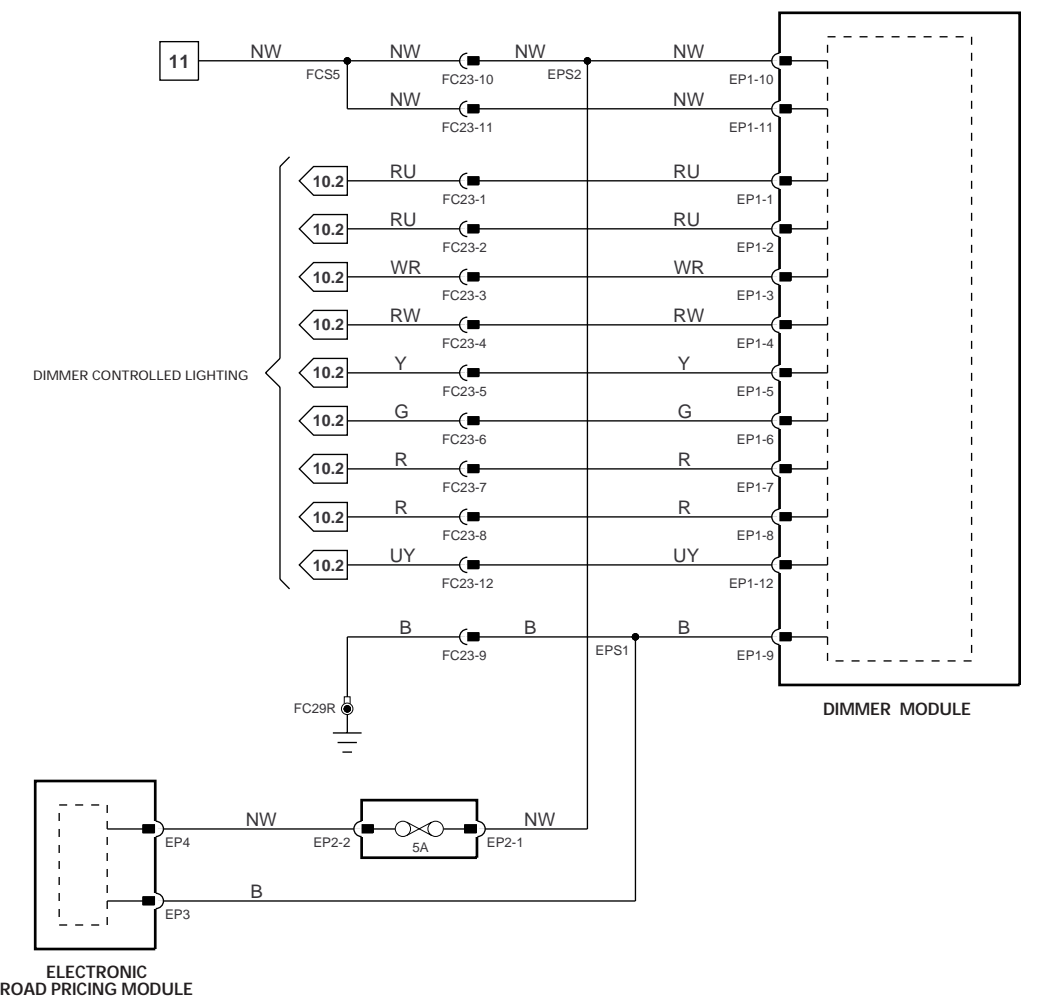 11 NW NW NW NW
FCS5 FC23-10 EPS2 EP1-10
NW NW
FC23-11 EP1-11
10.2 RU RU
FC23-1 EP1-1
10.2 RU RU
FC23-2 EP1-2
10.2 WR WR
FC23-3 EP1-3
10.2 RW RW
FC23-4 EP1-4
DIMMER CONTROLLED LIGHTING 10.2 Y Y
FC23-5 EP1-5
10.2 G G
FC23-6 EP1-6
10.2 R R
FC23-7 EP1-7
10.2 R R
FC23-8 EP1-8
10.2 UY UY
FC23-12 EP1-12
B B B
FC23-9 EPS1 EP1-9
FC29R
DIMMER MODULE
NW NW
EP4 EP2-2 5A EP2-1
B
EP3
ELECTRONIC
ROAD PRICING MODULE